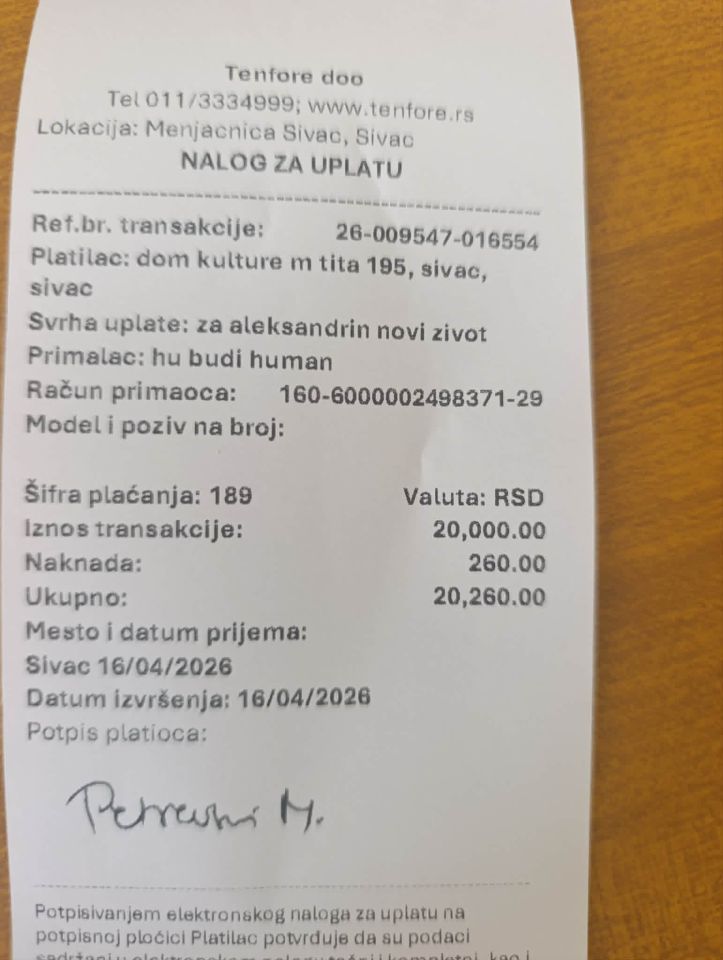 Tenfore doo
Tel 011/3334999; www.tenfore.rs
Lokacija: Menjacnica Sivac, Sivac
NALOG ZA UPLATU
Ref.br. transakcije: 26-009547-016554
Platilac: dom kulture m tita 195, sivac,
sivac
Svrha uplate: za aleksandrin novi zivot
Primalac: hu budi human
Račun primaoca: 160-6000002498371-29
Model i poziv na broj:
Šifra plaćanja: 189 Valuta: RSD
Iznos transakcije: 20,000.00
Naknada: 260.00
Ukupno: 20,260.00
Mesto i datum prijema:
Sivac 16/04/2026
Datum izvršenja: 16/04/2026
Potpis platioca:
M.
Potpisivanjem elektronskog naloga za uplatu na
potpisnoj pločici Platilac potvrđuje da su podaci